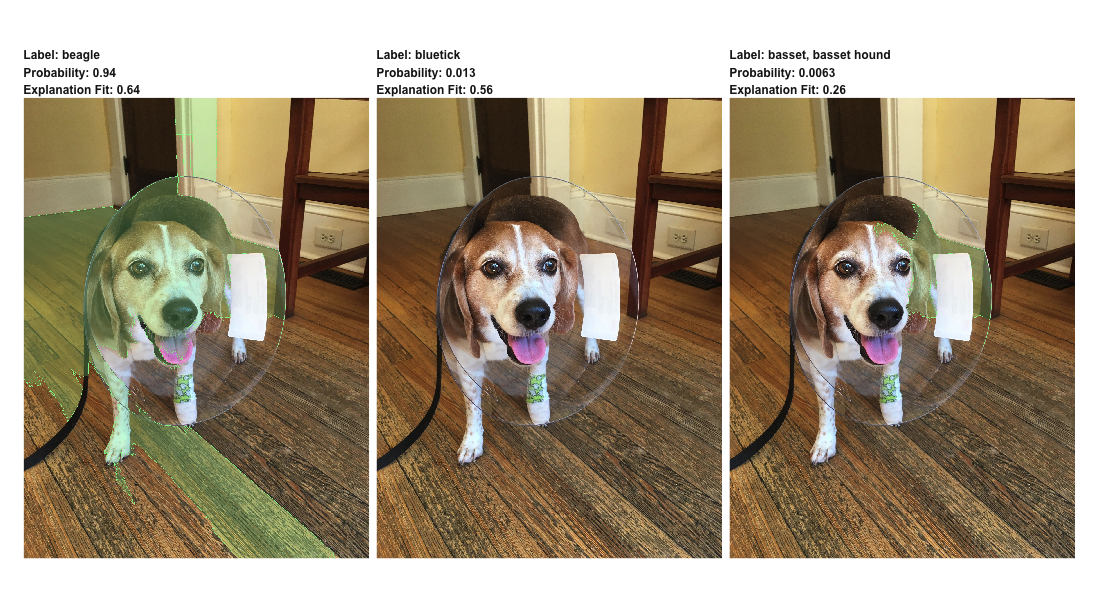 Label: beagle
Probability: 0.94
Explanation Fit: 0.64
Label: bluetick
Probability: 0.013
Explanation Fit: 0.56
Label: basset, basset hound
Probability: 0.0063
Explanation Fit: 0.26